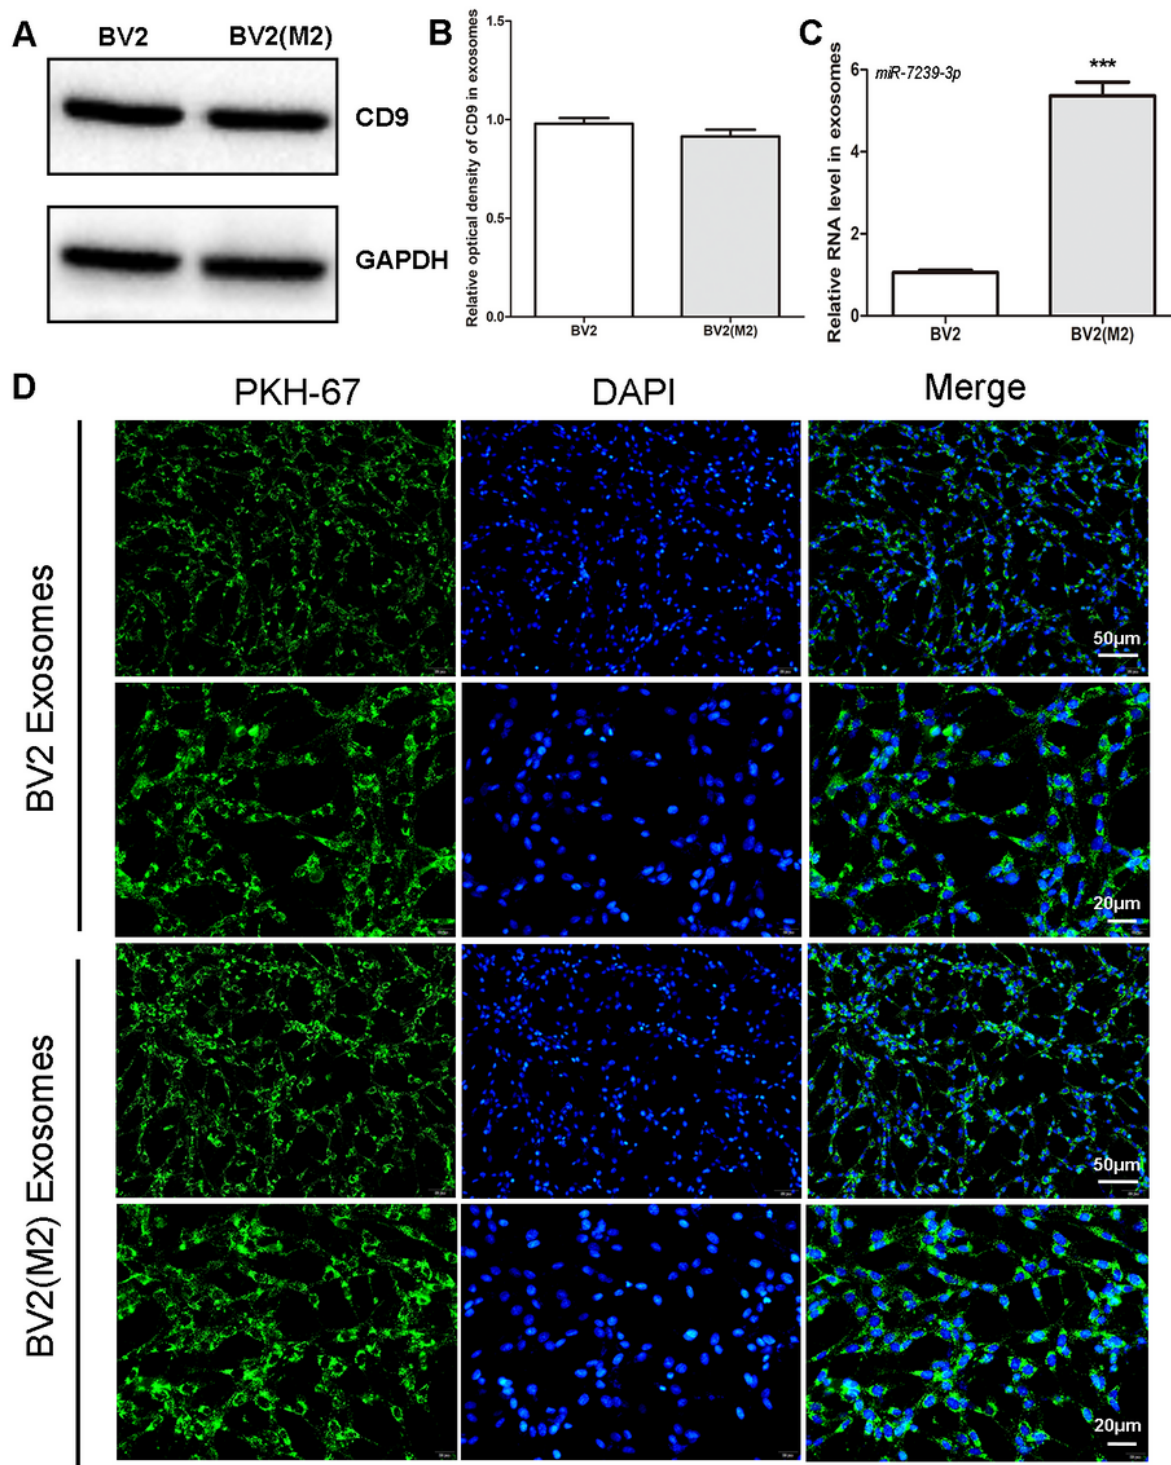 A
BV2
BV2(M2)
CD9
GAPDH
B
Relative optical density of CD9 in exosomes
1.5
1.0
0.5
0.0
BV2
BV2(M2)
C
Relative RNA level in exosomes
miR-7239-3p
***
6
4
2
0
BV2
BV2(M2)
D
PKH-67
DAPI
Merge
BV2 Exosomes
50μm
20μm
BV2(M2) Exosomes
50μm
20μm